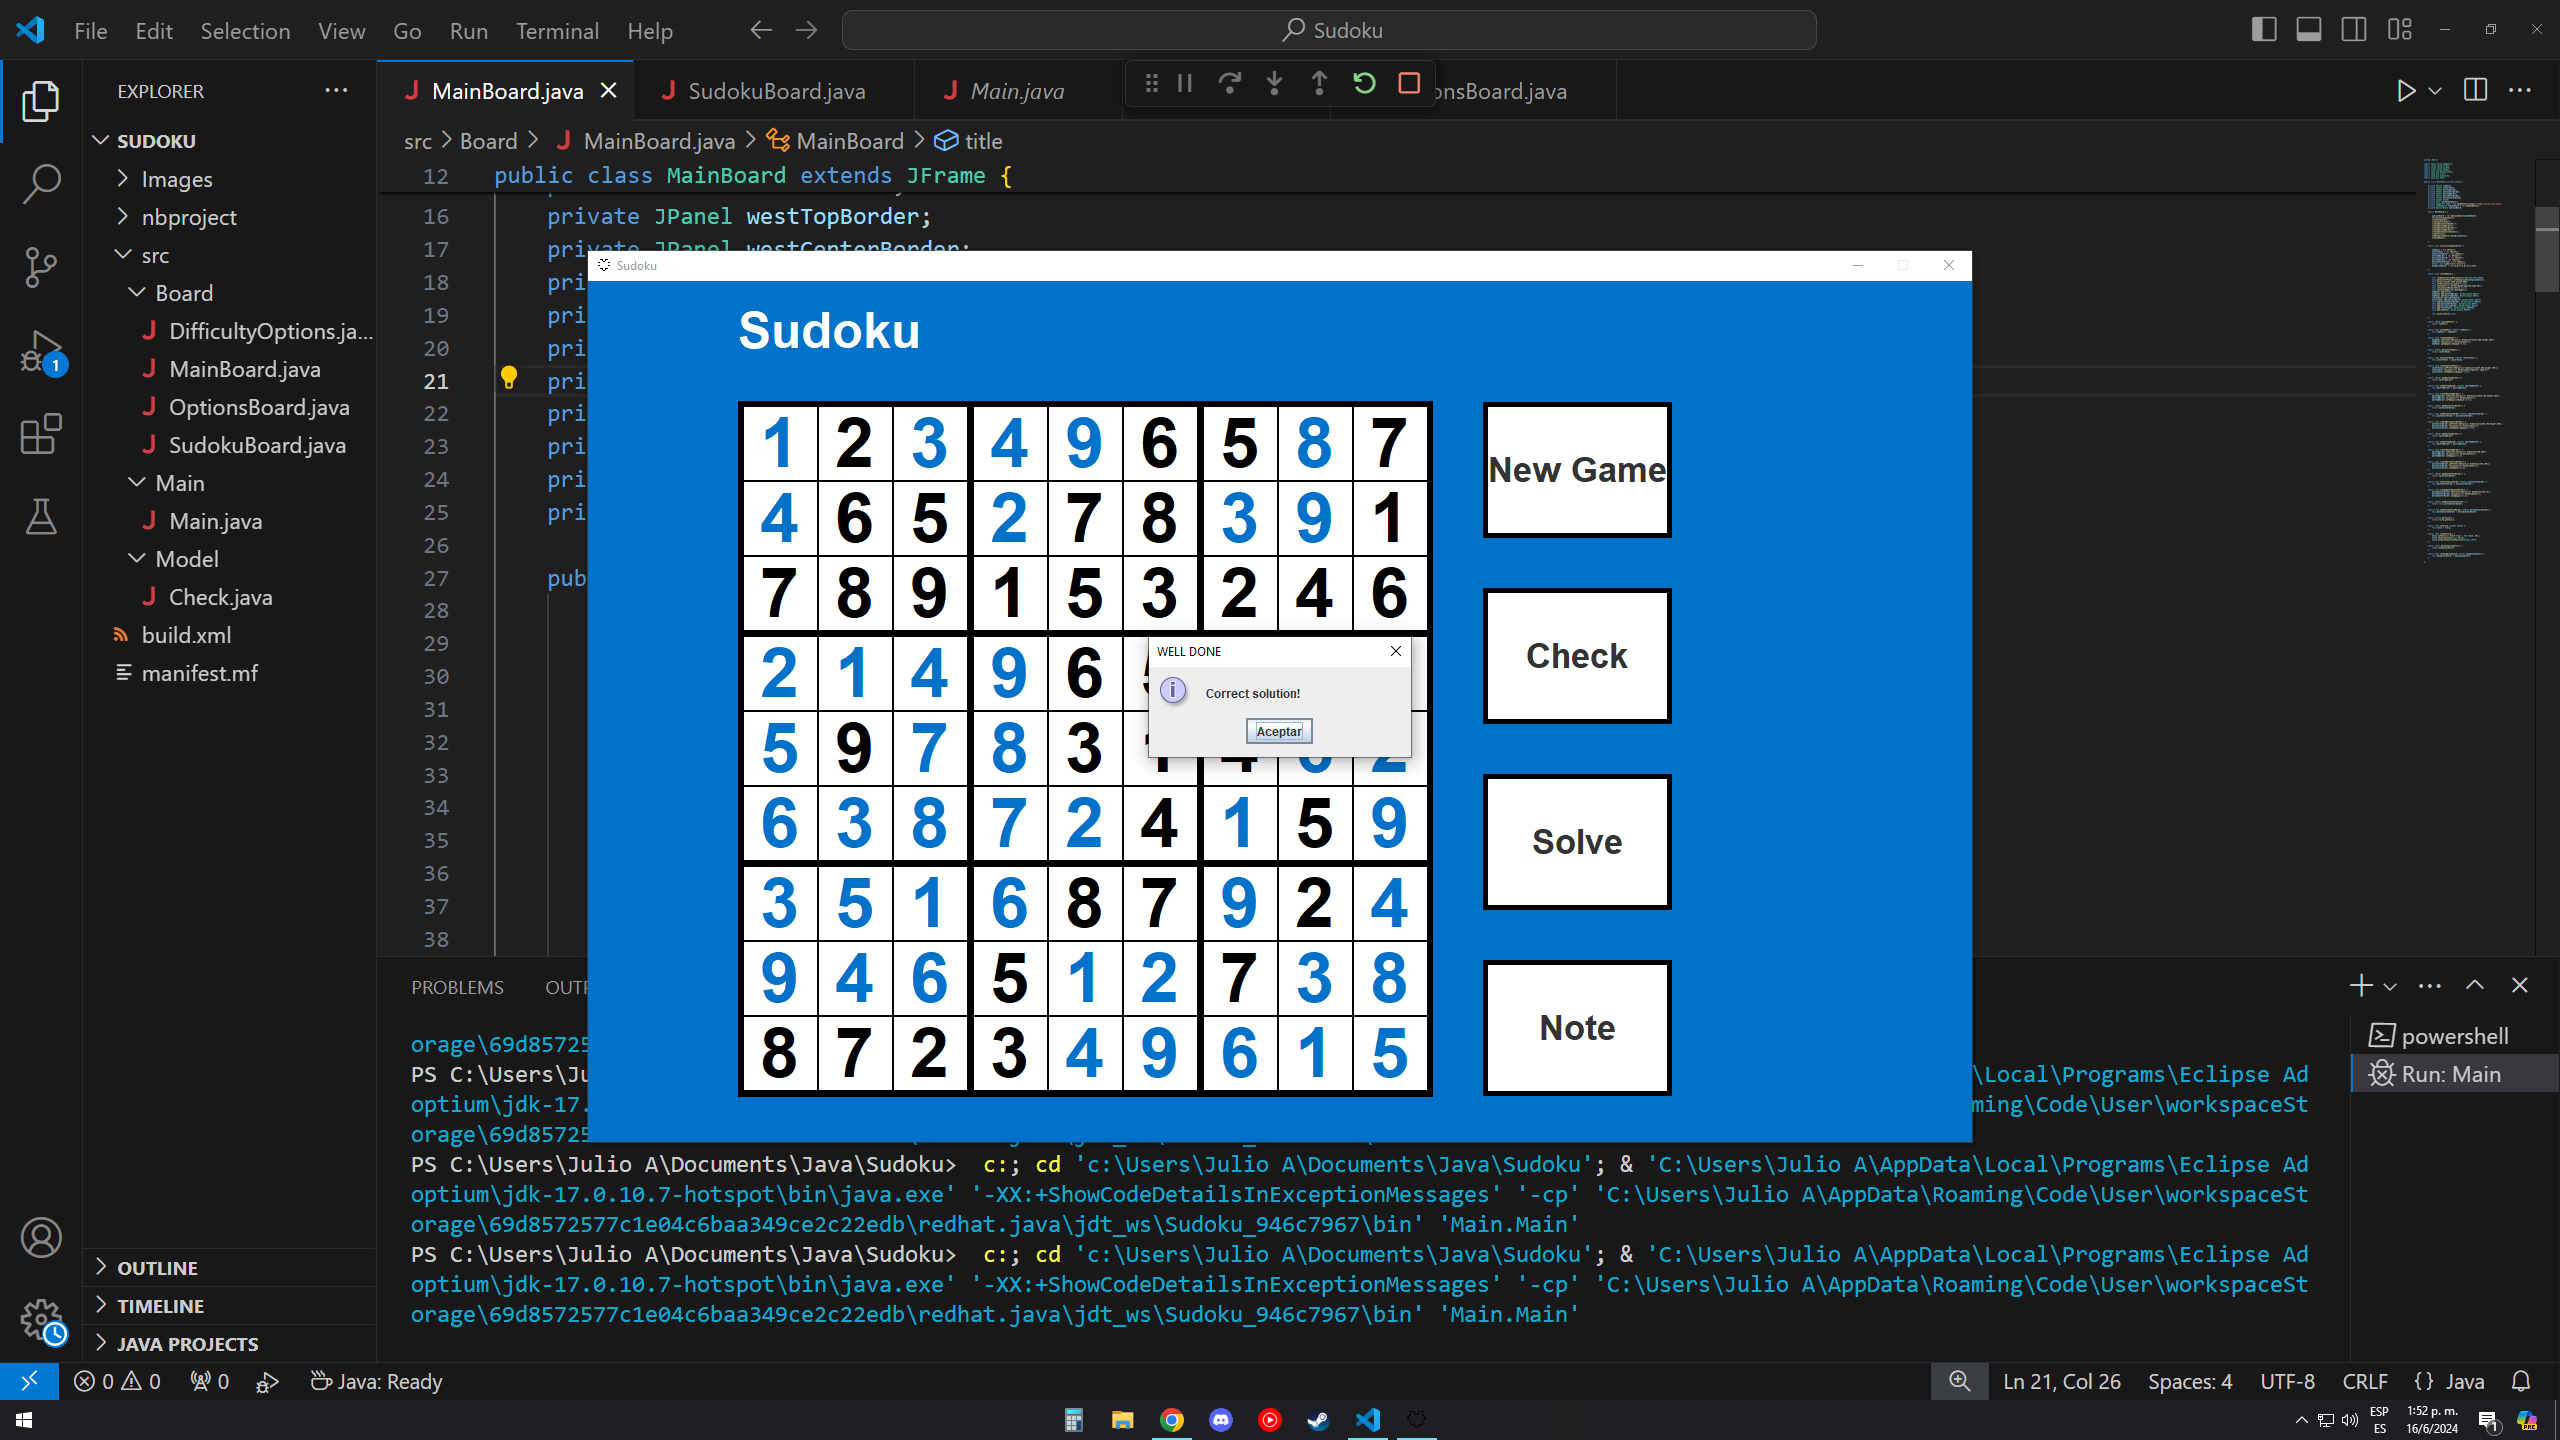 File Edit Selection View Go Run Terminal Help
Sudoku
EXPLORER
MainBoard.java
SudokuBoard.java
Main.java
onsBoard.java
src > Board > MainBoard.java > MainBoard > title
SUDOKU
Images
nbproject
src
Board
DifficultyOptions.ja...
MainBoard.java
OptionsBoard.java
SudokuBoard.java
Main
Main.java
Model
Check.java
build.xml
manifest.mf
OUTLINE
TIMELINE
JAVA PROJECTS
12 public class MainBoard extends JFrame {
16 private JPanel westTopBorder;
17 private JPanel westCenterBorder;
18 pri
19 pri
20 pri
21 pri
22 pri
23 pri
24 pri
25 pri
26
27 pub
28
29
30
31
32
33
34
35
36
37
38
Sudoku
Sudoku
1 2 3 4 9 6 5 8 7
4 6 5 2 7 8 3 9 1
7 8 9 1 5 3 2 4 6
2 1 4 9 6
5 9 7 8 3
6 3 8 7 2 4 1 5 9
3 5 1 6 8 7 9 2 4
9 4 6 5 1 2 7 3 8
8 7 2 3 4 9 6 1 5
WELL DONE
Correct solution!
Aceptar
New Game
Check
Solve
Note
PROBLEMS OUTP
powershell
Run: Main
orage\69d85725
PS C:\Users\Ju \Local\Programs\Eclipse Ad
optium\jdk-17. ming\Code\User\workspaceSt
orage\69d85725
PS C:\Users\Julio A\Documents\Java\Sudoku>  c:; cd 'c:\Users\Julio A\Documents\Java\Sudoku'; & 'C:\Users\Julio A\AppData\Local\Programs\Eclipse Ad
optium\jdk-17.0.10.7-hotspot\bin\java.exe' '-XX:+ShowCodeDetailsInExceptionMessages' '-cp' 'C:\Users\Julio A\AppData\Roaming\Code\User\workspaceSt
orage\69d8572577c1e04c6baa349ce2c22edb\redhat.java\jdt_ws\Sudoku_946c7967\bin' 'Main.Main'
PS C:\Users\Julio A\Documents\Java\Sudoku>  c:; cd 'c:\Users\Julio A\Documents\Java\Sudoku'; & 'C:\Users\Julio A\AppData\Local\Programs\Eclipse Ad
optium\jdk-17.0.10.7-hotspot\bin\java.exe' '-XX:+ShowCodeDetailsInExceptionMessages' '-cp' 'C:\Users\Julio A\AppData\Roaming\Code\User\workspaceSt
orage\69d8572577c1e04c6baa349ce2c22edb\redhat.java\jdt_ws\Sudoku_946c7967\bin' 'Main.Main'
0 0 0 Java: Ready
Ln 21, Col 26 Spaces: 4 UTF-8 CRLF {} Java
ESP
ES
1:52 p. m.
16/6/2024